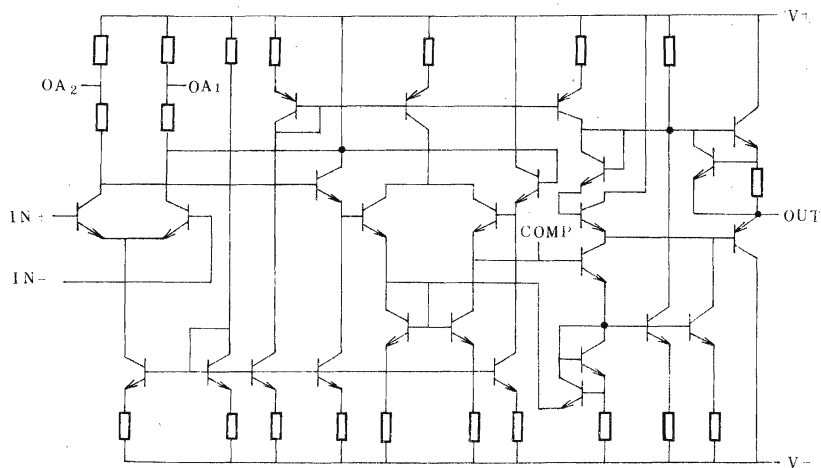 V+
OA₂
OA₁
IN+
OUT
COMP
IN−
V−